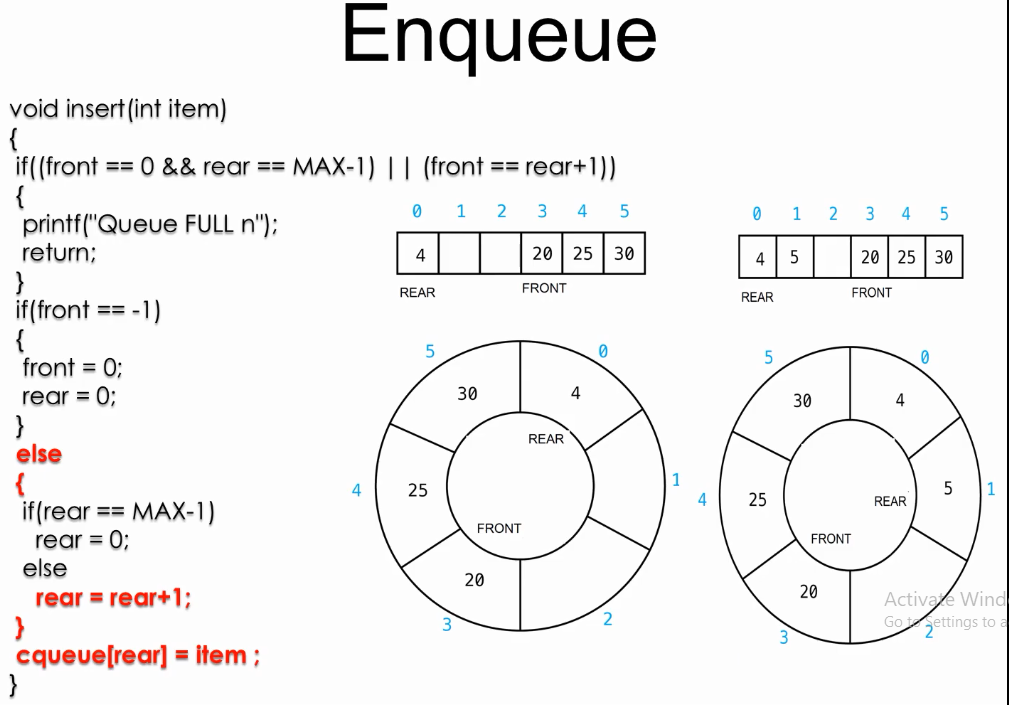 Enqueue
void insert(int item)
{
if((front == 0 && rear == MAX-1) || (front == rear+1))
{
printf("Queue FULL n");
return;
}
if(front == -1)
{
front = 0;
rear = 0;
}
else
{
if(rear == MAX-1)
rear = 0;
else
rear = rear+1;
}
cqueue[rear] = item ;
}
0 1 2 3 4 5
4 20 25 30
REAR FRONT
0 1 2 3 4 5
4 5 20 25 30
REAR FRONT
5 0
30 4
REAR
4 25 1
FRONT
20
3 2
5 0
30 4
4 25 REAR 5 1
FRONT
20
3 2
Activate Wind
Go to Settings to a